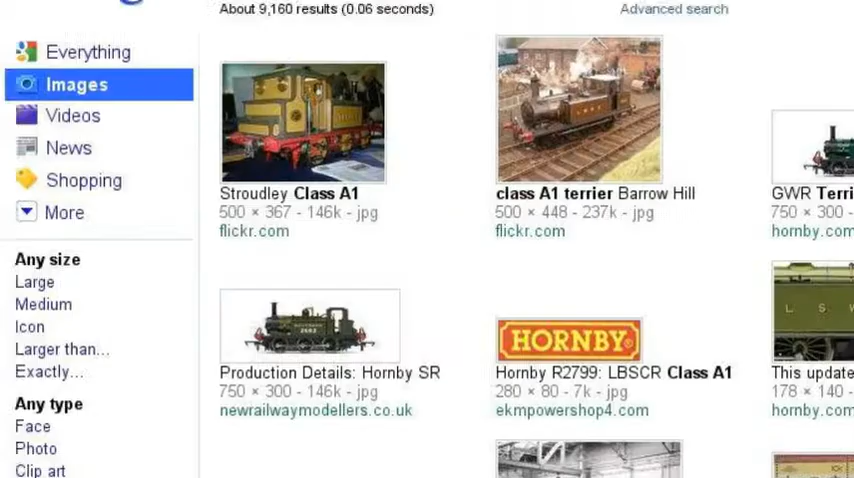 About 9,160 results (0.06 seconds)
Advanced search
Everything
Images
Videos
News
Shopping
More
Any size
Large
Medium
Icon
Larger than...
Exactly...
Any type
Face
Photo
Clip art
Stroudley Class A1
500 × 367 - 146k - jpg
flickr.com
class A1 terrier Barrow Hill
500 × 448 - 237k - jpg
flickr.com
GWR Terri
750 × 300 -
hornby.com
Production Details: Hornby SR
750 × 300 - 146k - jpg
newrailwaymodellers.co.uk
HORNBY®
Hornby R2799: LBSCR Class A1
280 × 80 - 7k - jpg
ekmpowershop4.com
L S W
This update
178 × 140 -
hornby.com